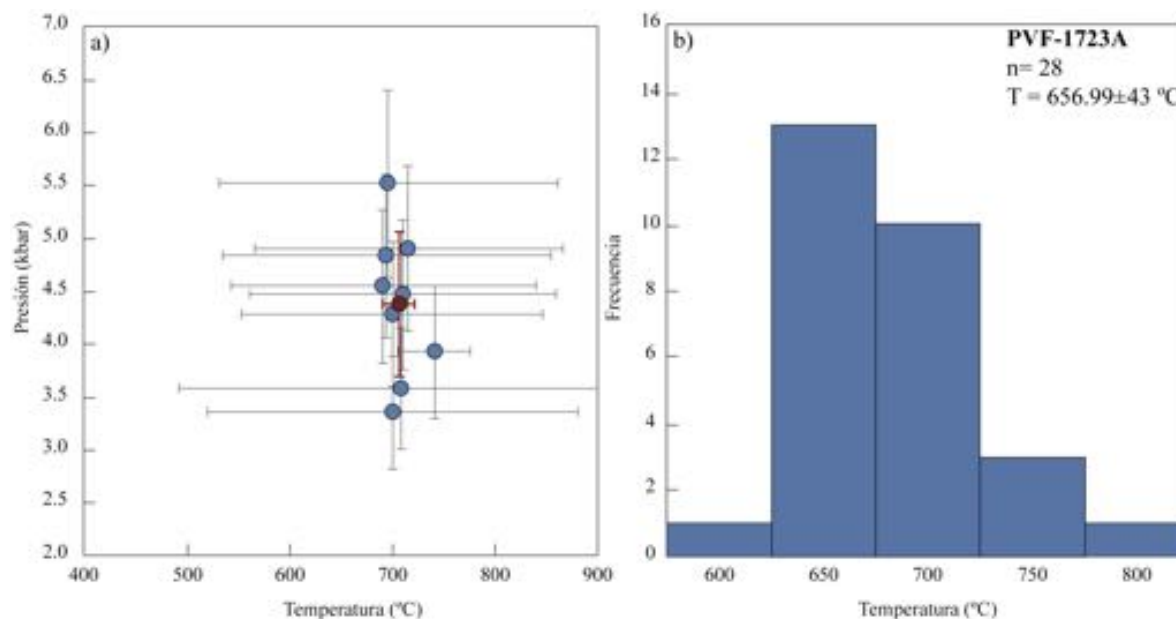 a)
7.0
6.5
6.0
5.5
5.0
4.5
4.0
3.5
3.0
2.5
2.0
Presión (kbar)
400 500 600 700 800 900
Temperatura (ºC)
b)
PVF-1723A
n= 28
T = 656.99±43 ºC
16
14
12
10
8
6
4
2
0
Frecuencia
600 650 700 750 800
Temperatura (ºC)